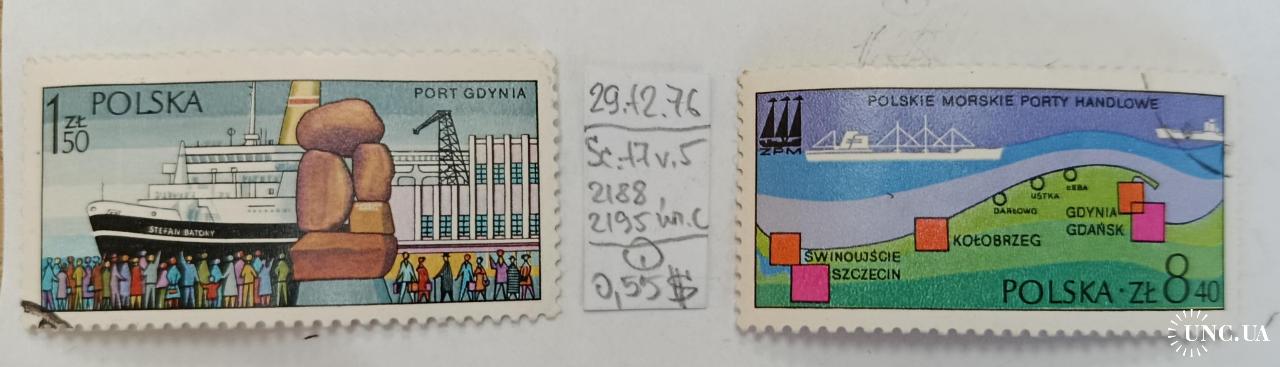 1 ZŁ 50
POLSKA
PORT GDYNIA
STEFAN BATORY
29.12.76
Sc.17 v.5
2188,
2195 un.c
0,55$
POLSKIE MORSKIE PORTY HANDLOWE
ZPM
ŁEBA
USTKA
DARŁOWO
GDYNIA
GDAŃSK
KOŁOBRZEG
ŚWINOUJŚCIE
SZCZECIN
POLSKA · ZŁ 8 40
UNC.UA